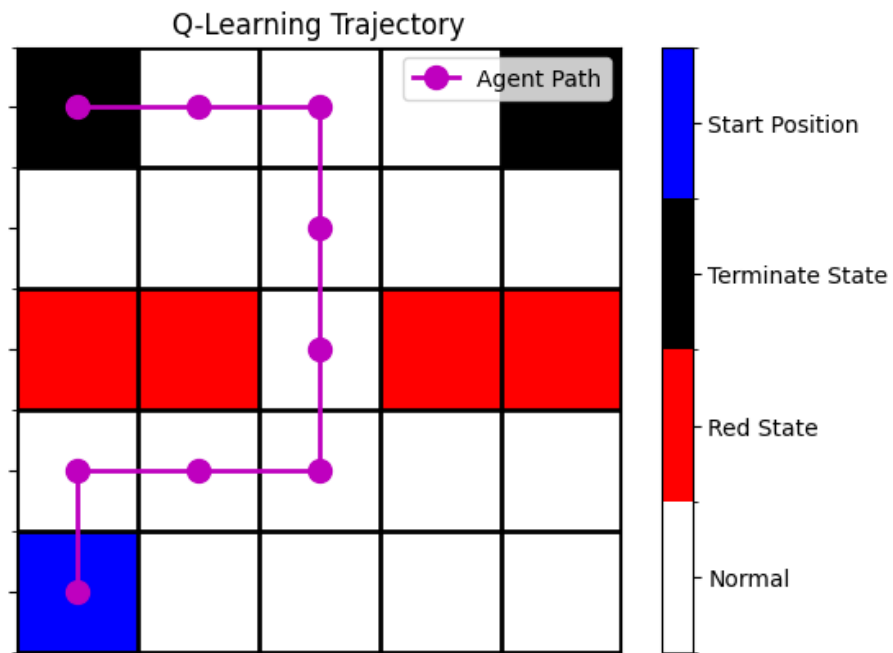 Q-Learning Trajectory
Agent Path
Start Position
Terminate State
Red State
Normal